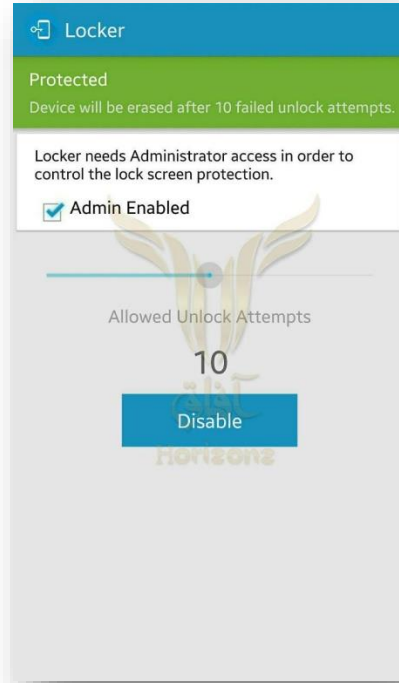 Locker
Protected
Device will be erased after 10 failed unlock attempts.
Locker needs Administrator access in order to
control the lock screen protection.
Admin Enabled
Allowed Unlock Attempts
10
آفاق
Disable
Horizons